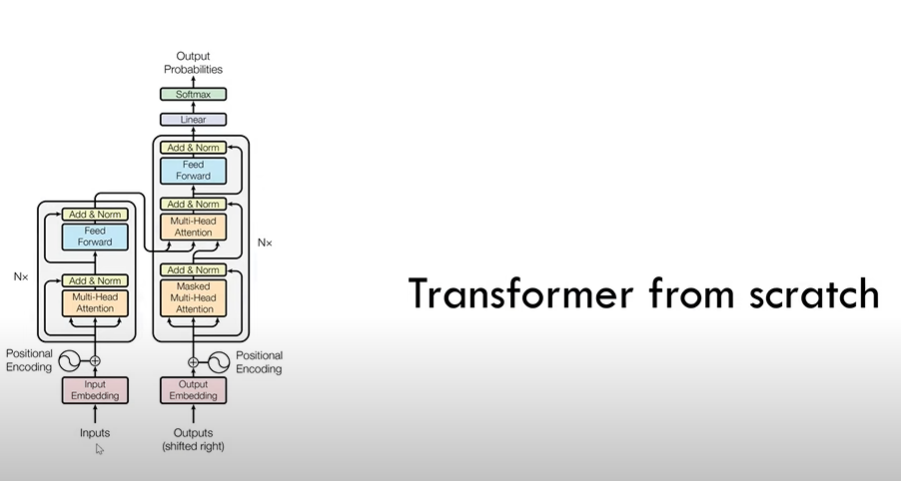 Output
Probabilities
Softmax
Linear
Add & Norm
Feed
Forward
Add & Norm
Multi-Head
Attention
Add & Norm
Masked
Multi-Head
Attention
Nx
Add & Norm
Feed
Forward
Add & Norm
Multi-Head
Attention
Nx
Positional
Encoding
Positional
Encoding
Input
Embedding
Output
Embedding
Inputs
Outputs
(shifted right)
Transformer from scratch